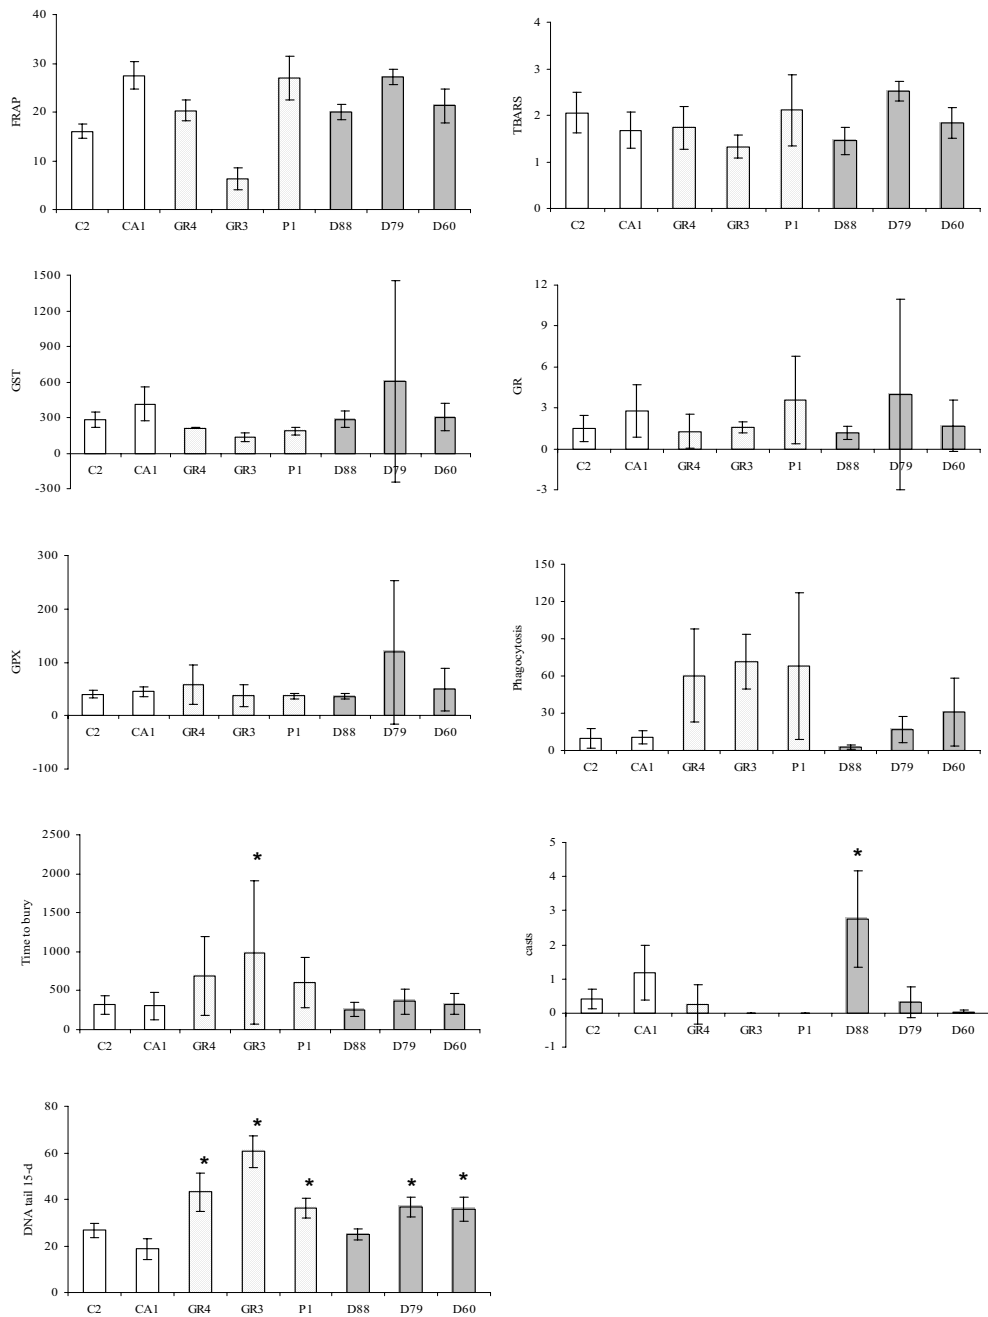 40
30
20
10
0
FRAP
C2 CA1 GR4 GR3 P1 D88 D79 D60
4
3
2
1
0
TBARS
C2 CA1 GR4 GR3 P1 D88 D79 D60
1500
1200
900
600
300
0
-300
GST
C2 CA1 GR4 GR3 P1 D88 D79 D60
12
9
6
3
0
-3
GR
C2 CA1 GR4 GR3 P1 D88 D79 D60
300
200
100
0
-100
GPX
C2 CA1 GR4 GR3 P1 D88 D79 D60
150
120
90
60
30
0
Phagocytosis
C2 CA1 GR4 GR3 P1 D88 D79 D60
2500
2000
1500
1000
500
0
Time to bury
*
C2 CA1 GR4 GR3 P1 D88 D79 D60
5
4
3
2
1
0
-1
casts
*
C2 CA1 GR4 GR3 P1 D88 D79 D60
80
60
40
20
0
DNA tail 15-d
* * * * *
C2 CA1 GR4 GR3 P1 D88 D79 D60